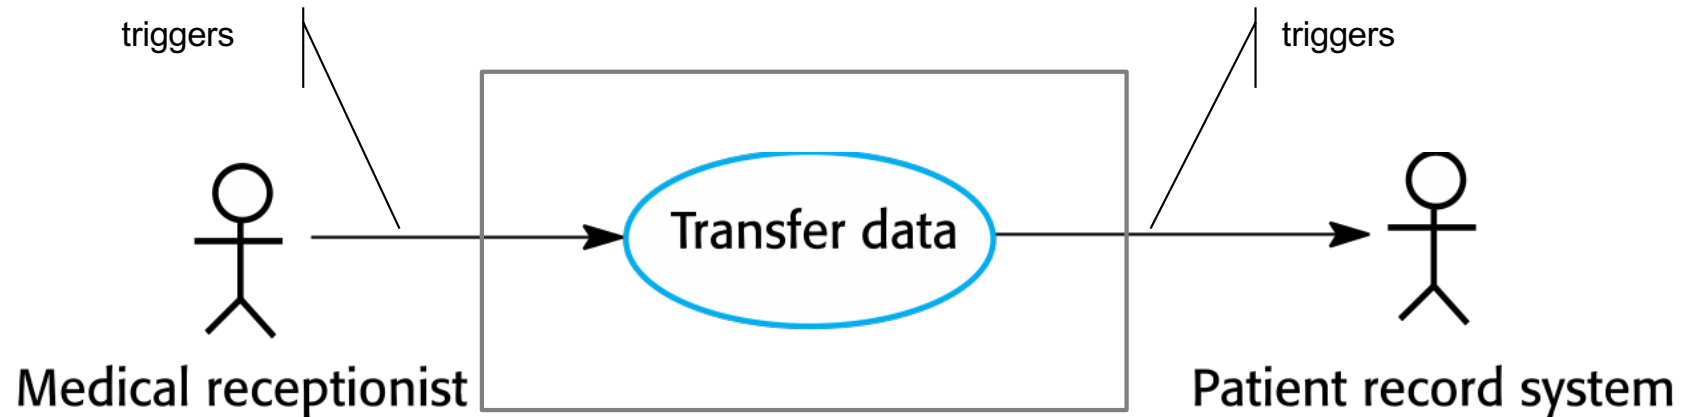 triggers
triggers
Transfer data
Medical receptionist
Patient record system